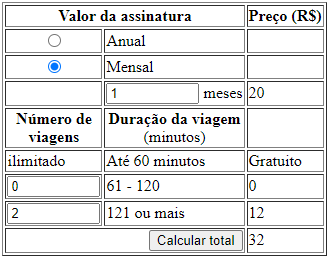 Valor da assinatura Preço (R$)
Anual
Mensal
1 meses 20
Número de viagens Duração da viagem (minutos)
ilimitado Até 60 minutos Gratuito
0 61 - 120 0
2 121 ou mais 12
Calcular total 32